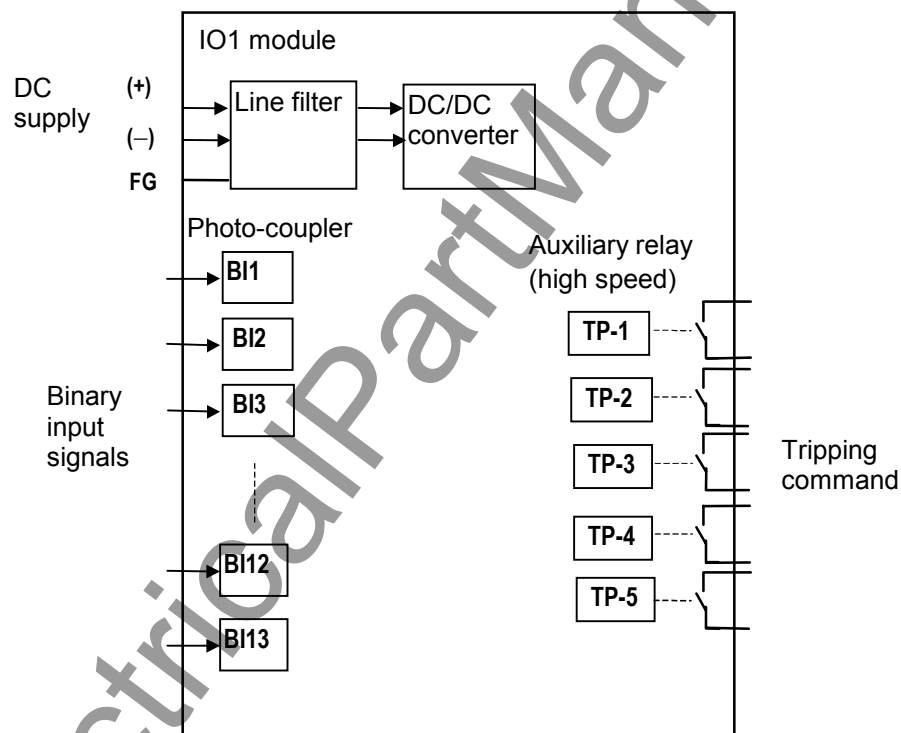 IO1 module
DC
supply
(+)
(−)
FG
Line filter
DC/DC
converter
Photo-coupler
BI1
BI2
BI3
BI12
BI13
Binary
input
signals
Auxiliary relay
(high speed)
TP-1
TP-2
TP-3
TP-4
TP-5
Tripping
command
ctricalPartMan